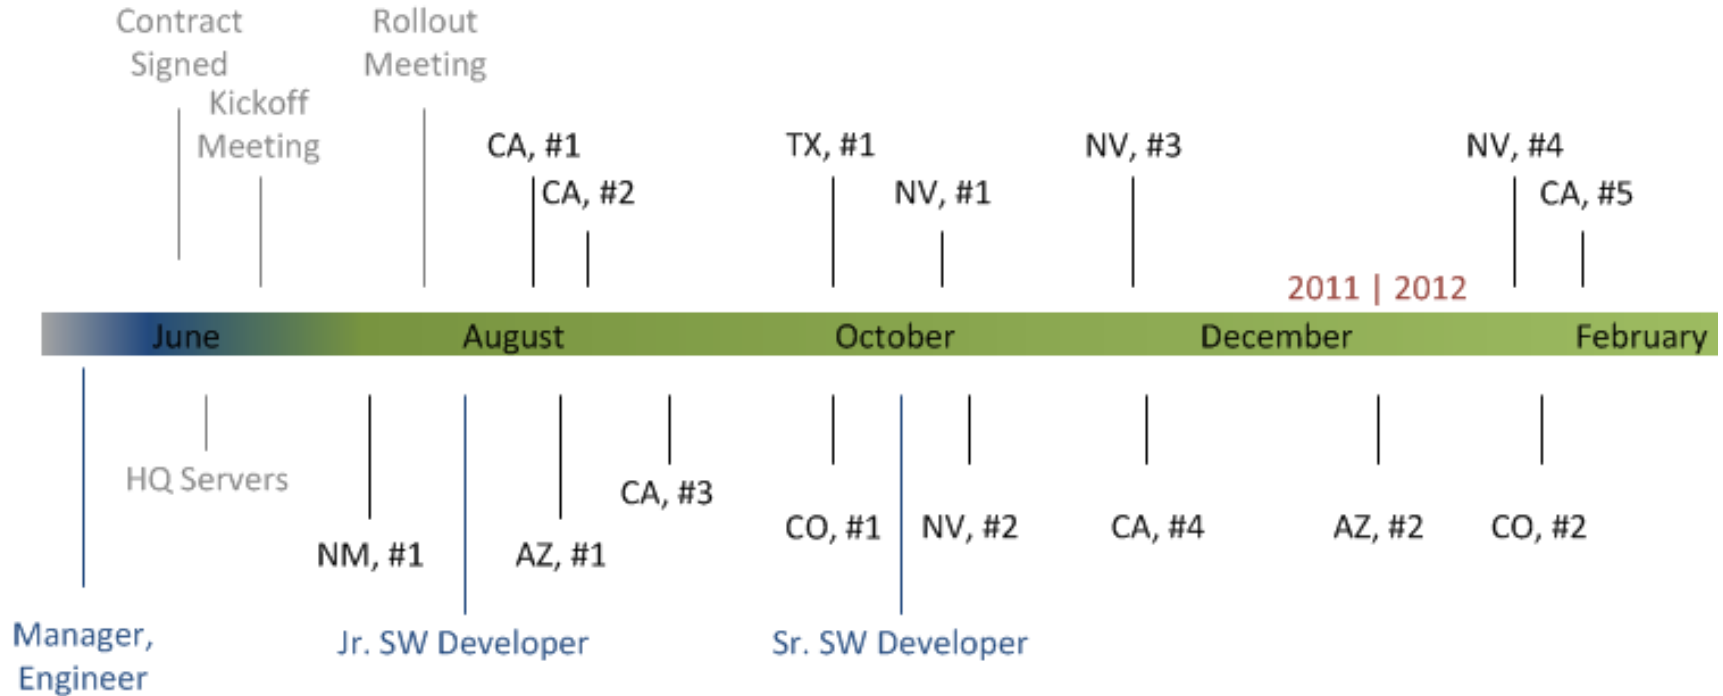 Contract
Signed
Rollout
Meeting
Kickoff
Meeting
CA, #1
TX, #1
NV, #3
NV, #4
CA, #2
NV, #1
CA, #5
2011 | 2012
June
August
October
December
February
HQ Servers
CA, #3
CO, #1
NV, #2
CA, #4
AZ, #2
CO, #2
NM, #1
AZ, #1
Manager,
Engineer
Jr. SW Developer
Sr. SW Developer